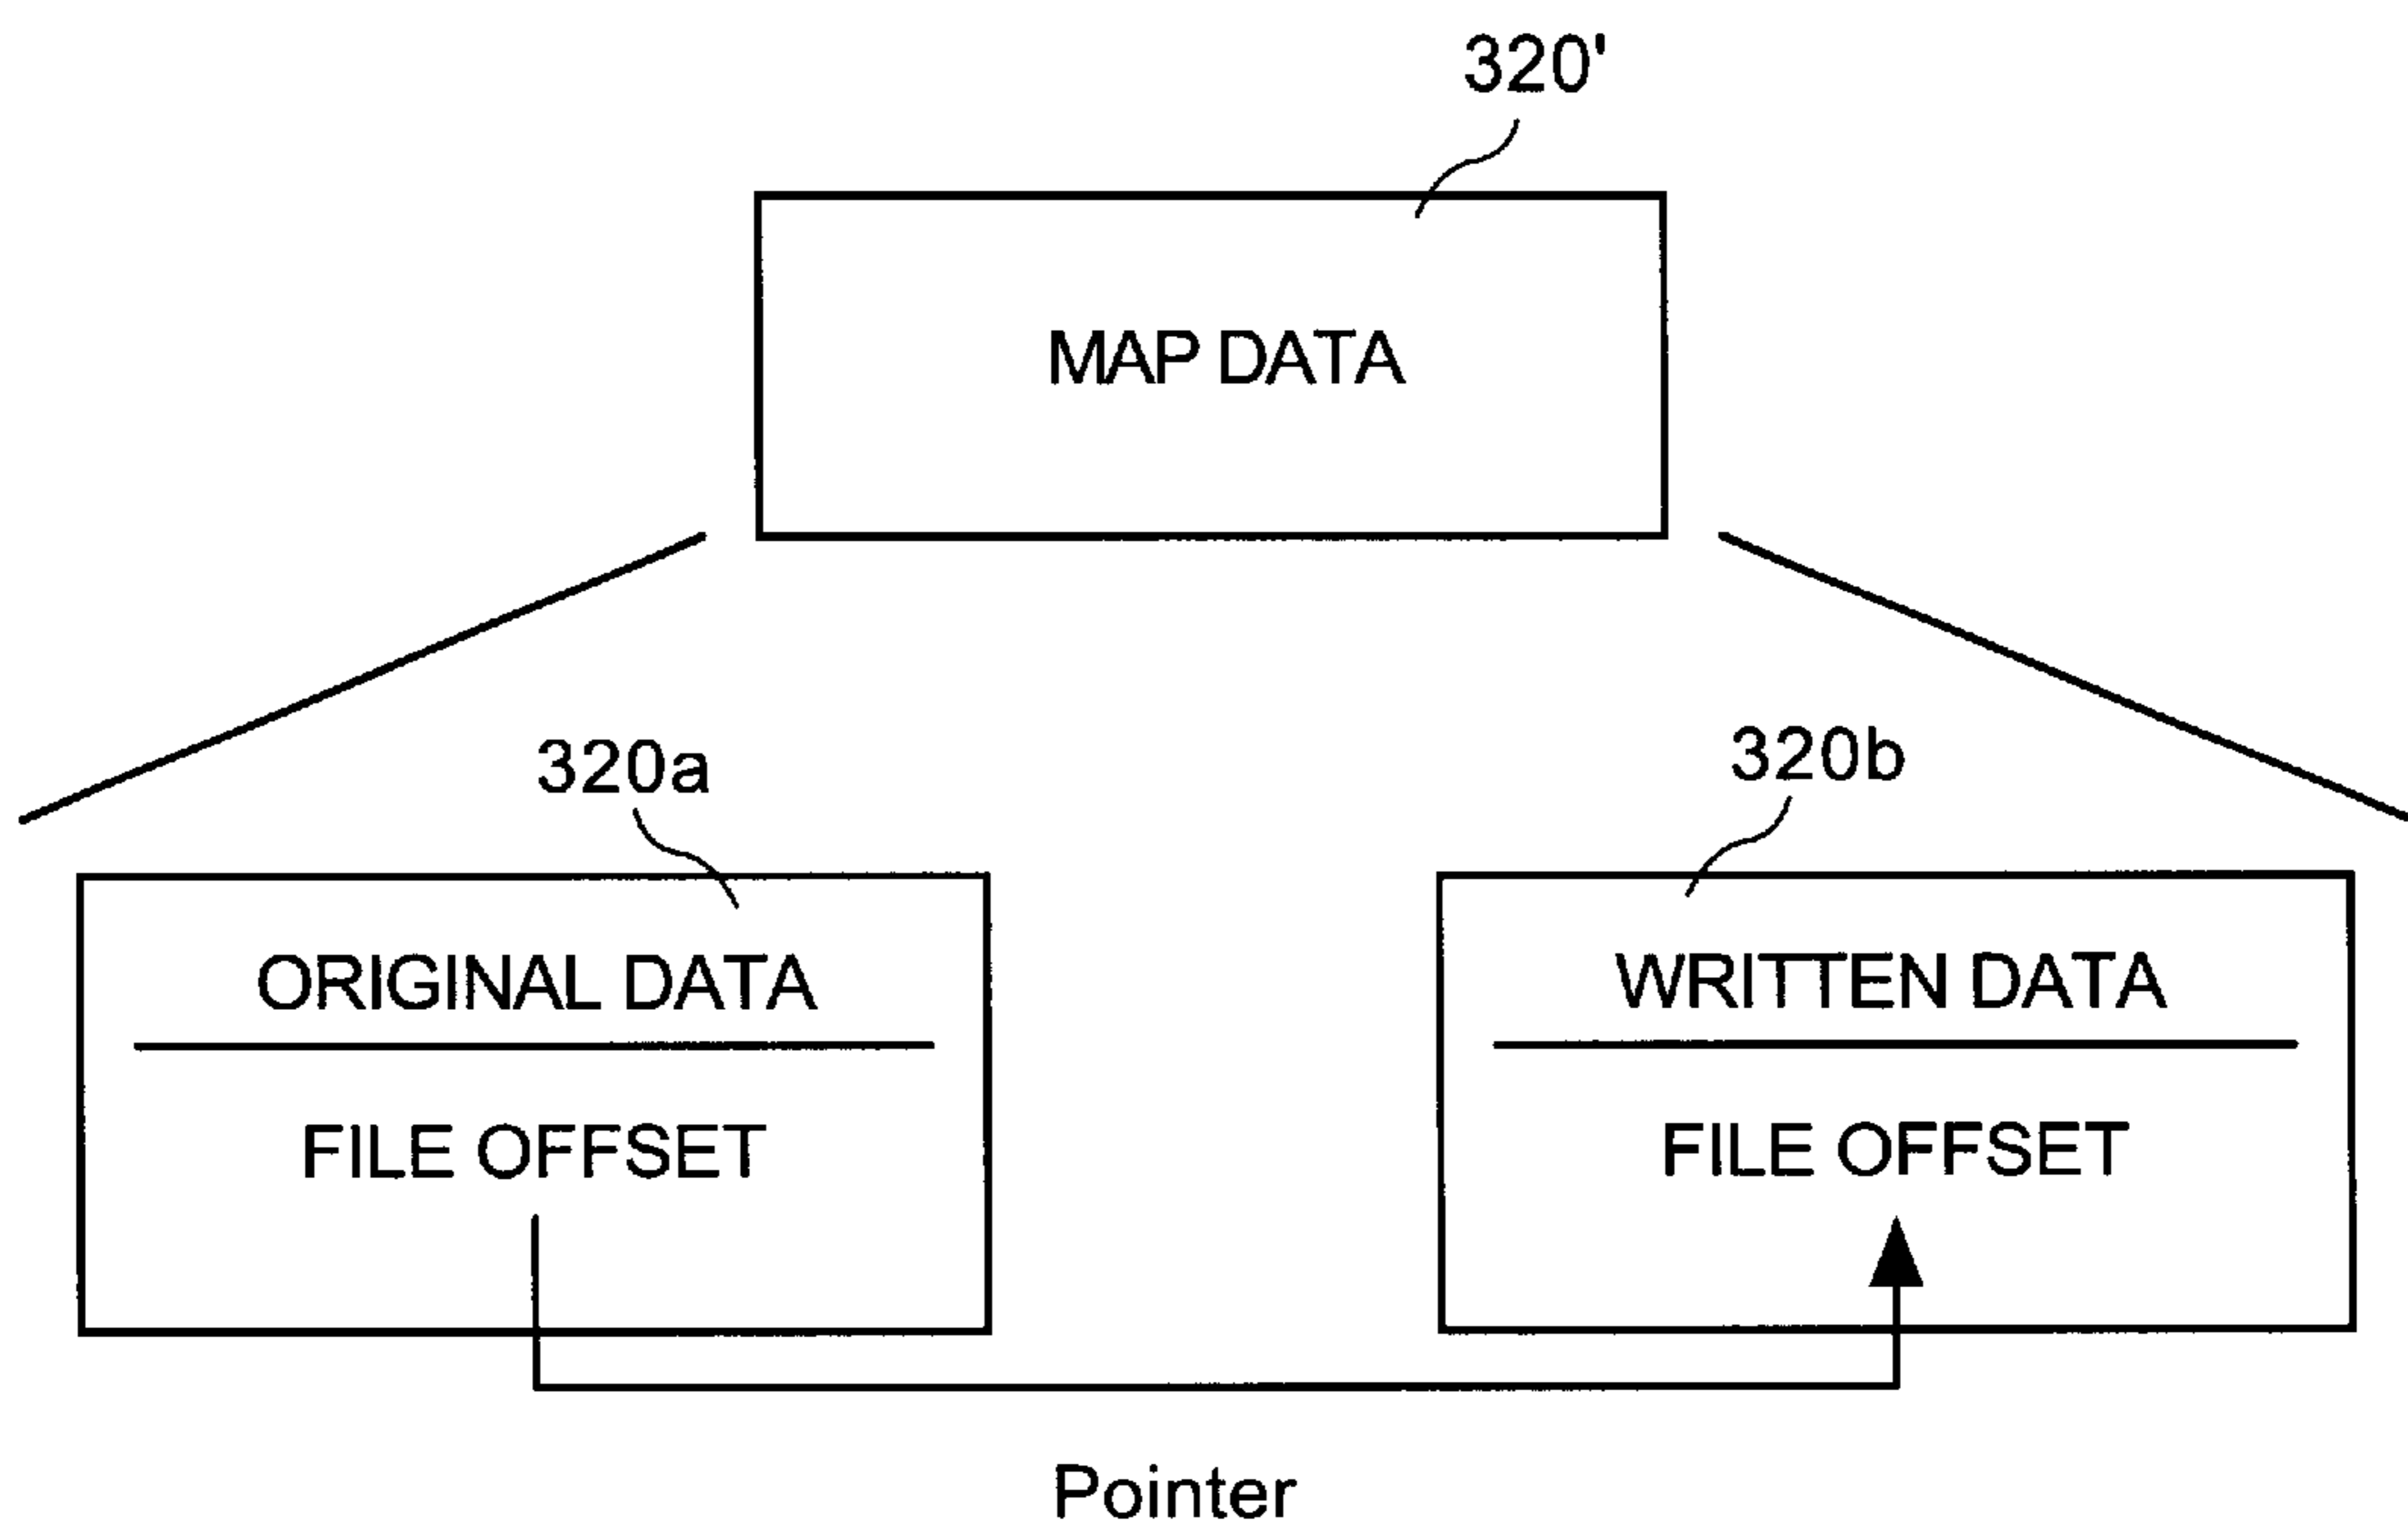 320'
MAP DATA
320a
320b
ORIGINAL DATA
FILE OFFSET
WRITTEN DATA
FILE OFFSET
Pointer